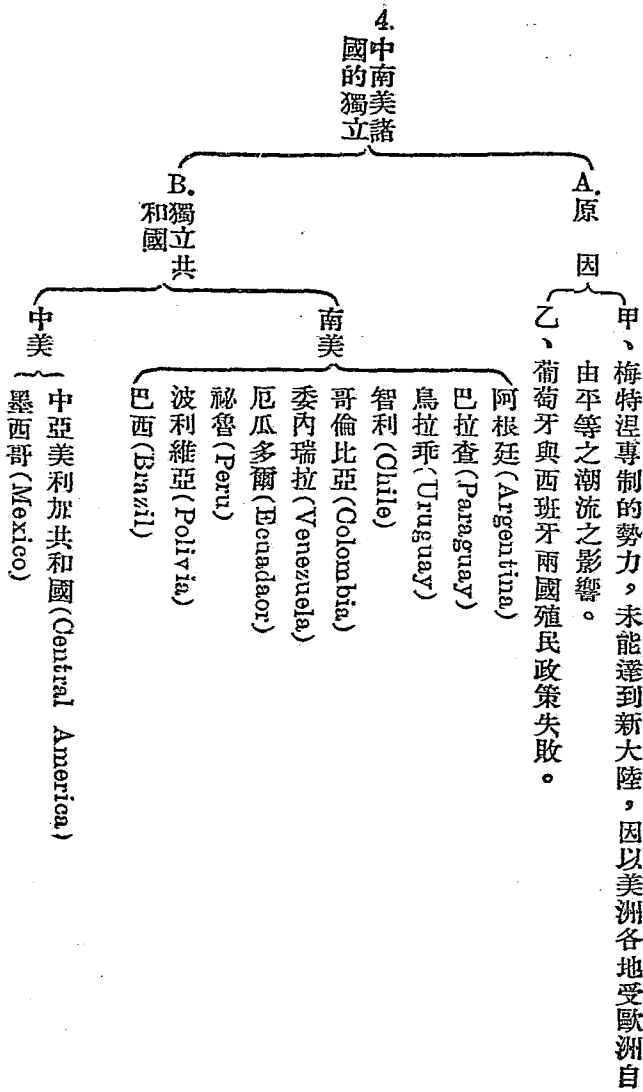 4. 中南美諸
國的獨立
A. 原因
甲、梅特涅專制的勢力，未能達到新大陸，因以美洲各地受歐洲自
由平等之潮流之影響。
乙、葡萄牙與西班牙兩國殖民政策失敗。
B. 獨立共
和國
南美
阿根廷(Argentina)
巴拉查(Paraguay)
烏拉乖(Uruguay)
智利(Chile)
哥倫比亞(Colombia)
委內瑞拉(Venezuela)
厄瓜多爾(Ecuadaor)
祕魯(Peru)
波利維亞(Polivia)
巴西(Brazil)
中美
中亞美利加共和國(Central America)
墨西哥(Mexico)